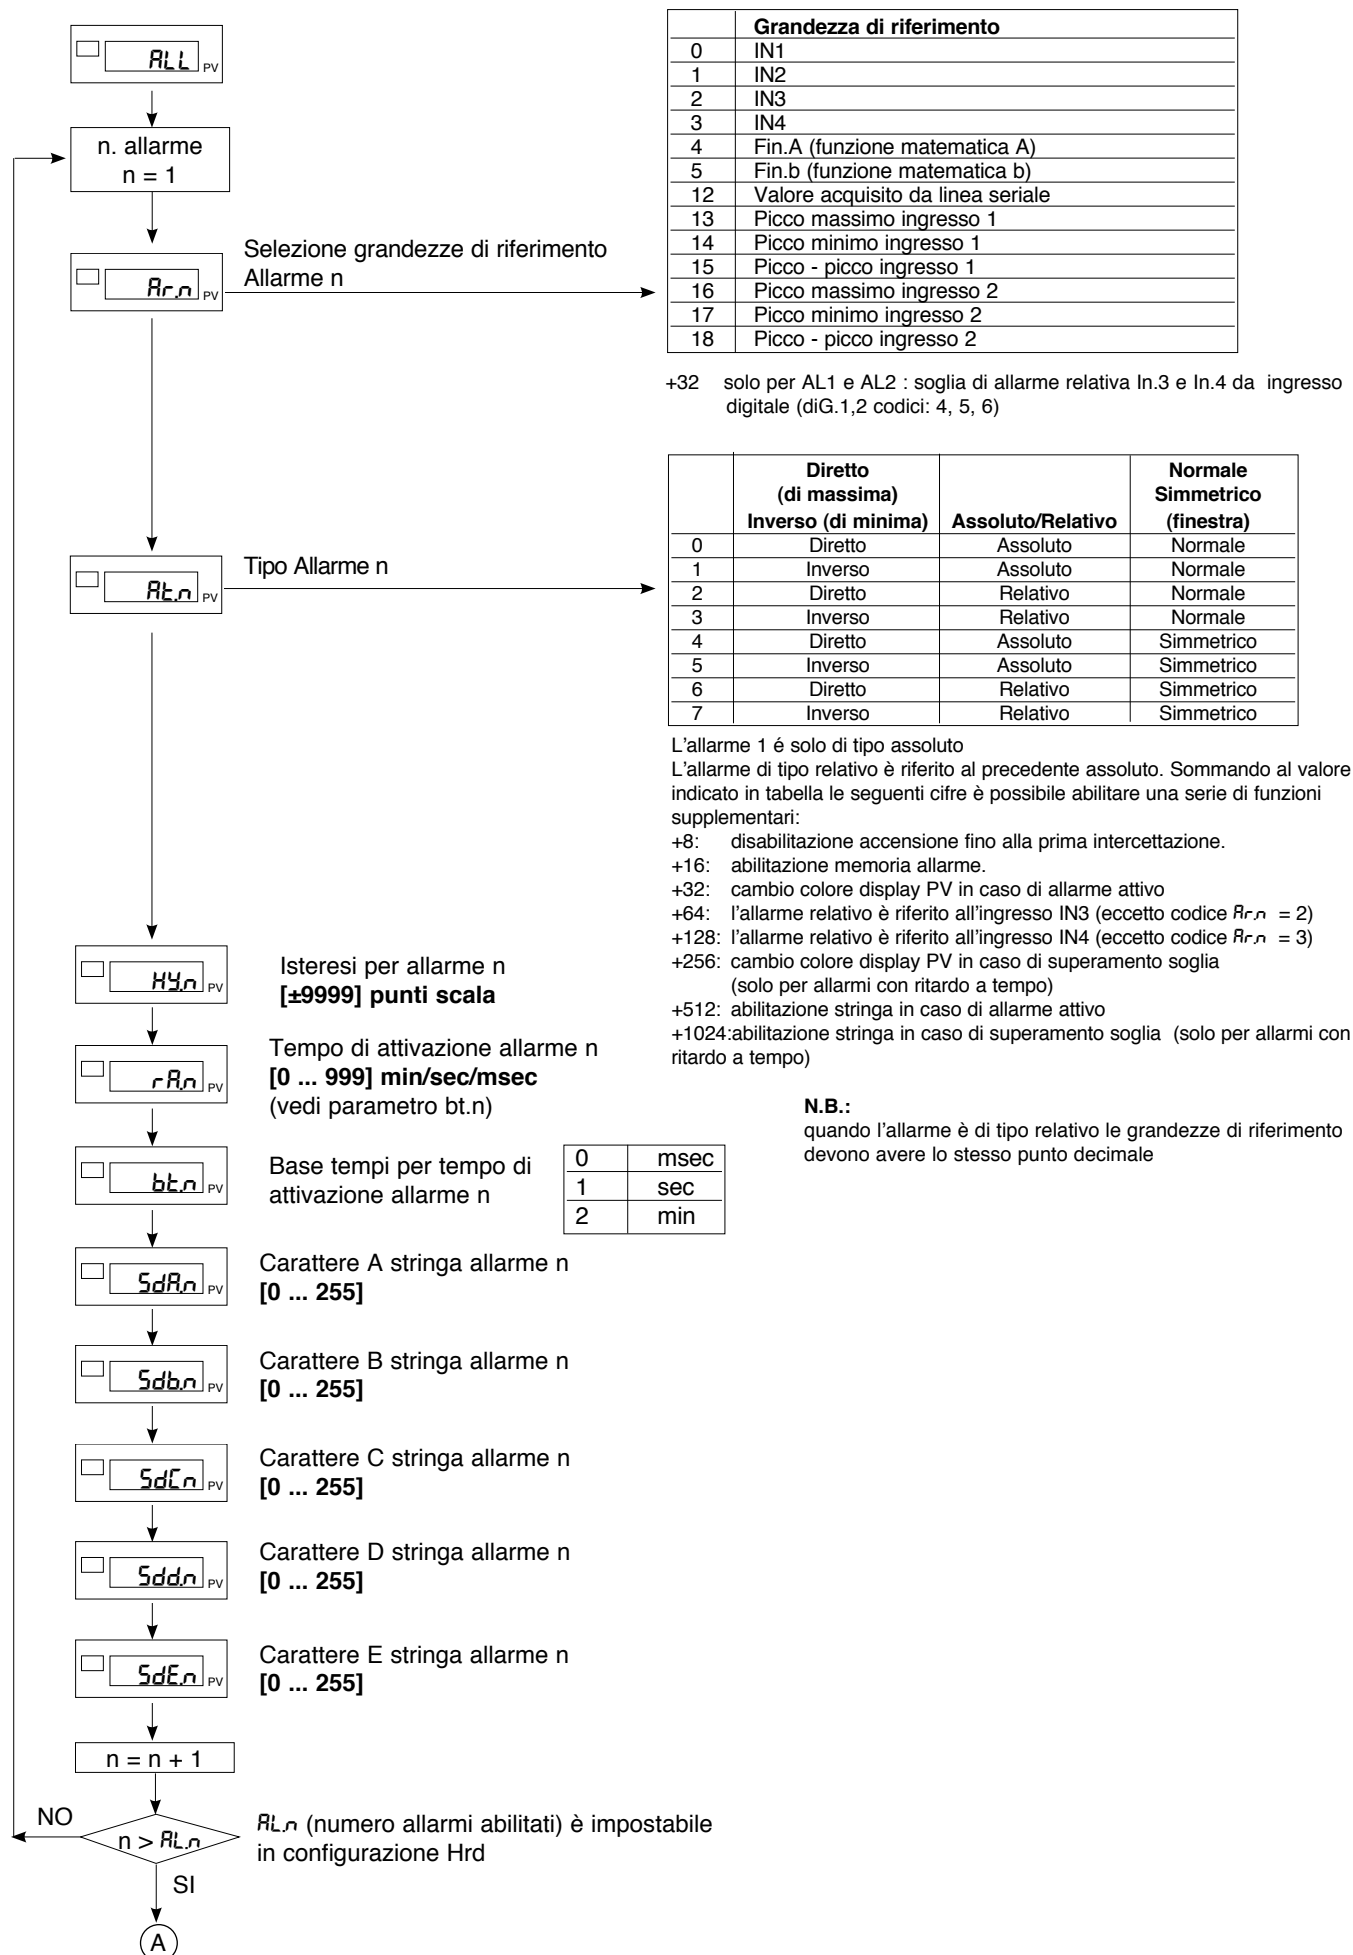 ALL PV
n. allarme
n = 1
Ar.n PV
Selezione grandezze di riferimento
Allarme n
Grandezza di riferimento
0 IN1
1 IN2
2 IN3
3 IN4
4 Fin.A (funzione matematica A)
5 Fin.b (funzione matematica b)
12 Valore acquisito da linea seriale
13 Picco massimo ingresso 1
14 Picco minimo ingresso 1
15 Picco - picco ingresso 1
16 Picco massimo ingresso 2
17 Picco minimo ingresso 2
18 Picco - picco ingresso 2
+32 solo per AL1 e AL2 : soglia di allarme relativa In.3 e In.4 da ingresso
digitale (diG.1,2 codici: 4, 5, 6)
At.n PV
Tipo Allarme n
Diretto Normale
(di massima) Simmetrico
Inverso (di minima) Assoluto/Relativo (finestra)
0 Diretto Assoluto Normale
1 Inverso Assoluto Normale
2 Diretto Relativo Normale
3 Inverso Relativo Normale
4 Diretto Assoluto Simmetrico
5 Inverso Assoluto Simmetrico
6 Diretto Relativo Simmetrico
7 Inverso Relativo Simmetrico
L'allarme 1 é solo di tipo assoluto
L'allarme di tipo relativo è riferito al precedente assoluto. Sommando al valore
indicato in tabella le seguenti cifre è possibile abilitare una serie di funzioni
supplementari:
+8: disabilitazione accensione fino alla prima intercettazione.
+16: abilitazione memoria allarme.
+32: cambio colore display PV in caso di allarme attivo
+64: l'allarme relativo è riferito all'ingresso IN3 (eccetto codice Ar.n = 2)
+128: l'allarme relativo è riferito all'ingresso IN4 (eccetto codice Ar.n = 3)
+256: cambio colore display PV in caso di superamento soglia
(solo per allarmi con ritardo a tempo)
+512: abilitazione stringa in caso di allarme attivo
+1024:abilitazione stringa in caso di superamento soglia (solo per allarmi con
ritardo a tempo)
N.B.:
quando l'allarme è di tipo relativo le grandezze di riferimento
devono avere lo stesso punto decimale
HY.n PV
Isteresi per allarme n
[±9999] punti scala
rA.n PV
Tempo di attivazione allarme n
[0 ... 999] min/sec/msec
(vedi parametro bt.n)
bt.n PV
Base tempi per tempo di
attivazione allarme n
0 msec
1 sec
2 min
SdA.n PV
Carattere A stringa allarme n
[0 ... 255]
Sdb.n PV
Carattere B stringa allarme n
[0 ... 255]
SdC.n PV
Carattere C stringa allarme n
[0 ... 255]
Sdd.n PV
Carattere D stringa allarme n
[0 ... 255]
SdE.n PV
Carattere E stringa allarme n
[0 ... 255]
n = n + 1
NO
n > AL.n
AL.n (numero allarmi abilitati) è impostabile
in configurazione Hrd
SI
A